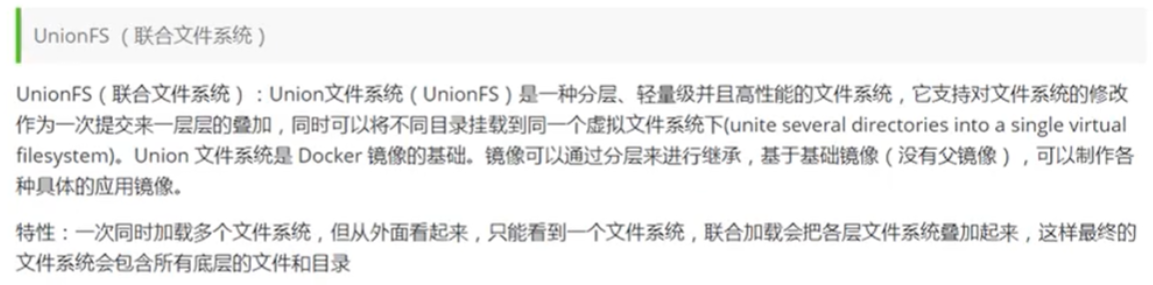 UnionFS（联合文件系统）
UnionFS（联合文件系统）：Union文件系统（UnionFS）是一种分层、轻量级并且高性能的文件系统，它支持对文件系统的修改
作为一次提交来一层层的叠加，同时可以将不同目录挂载到同一个虚拟文件系统下(unite several directories into a single virtual
filesystem)。Union 文件系统是 Docker 镜像的基础。镜像可以通过分层来进行继承，基于基础镜像（没有父镜像），可以制作各
种具体的应用镜像。
特性：一次同时加载多个文件系统，但从外面看起来，只能看到一个文件系统，联合加载会把各层文件系统叠加起来，这样最终的
文件系统会包含所有底层的文件和目录